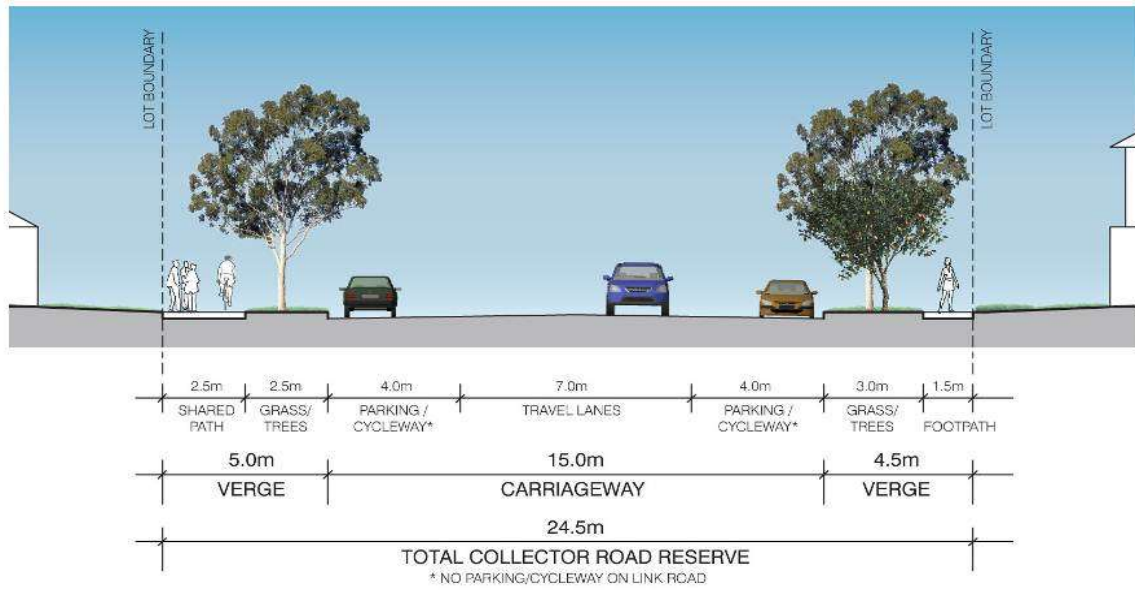 LOT BOUNDARY
LOT BOUNDARY
2.5m 2.5m 4.0m 7.0m 4.0m 3.0m 1.5m
SHARED GRASS/ PARKING / TRAVEL LANES PARKING / GRASS/ FOOTPATH
PATH TREES CYCLEWAY* CYCLEWAY* TREES
5.0m 15.0m 4.5m
VERGE CARRIAGEWAY VERGE
24.5m
TOTAL COLLECTOR ROAD RESERVE
* NO PARKING/CYCLEWAY ON LINK ROAD